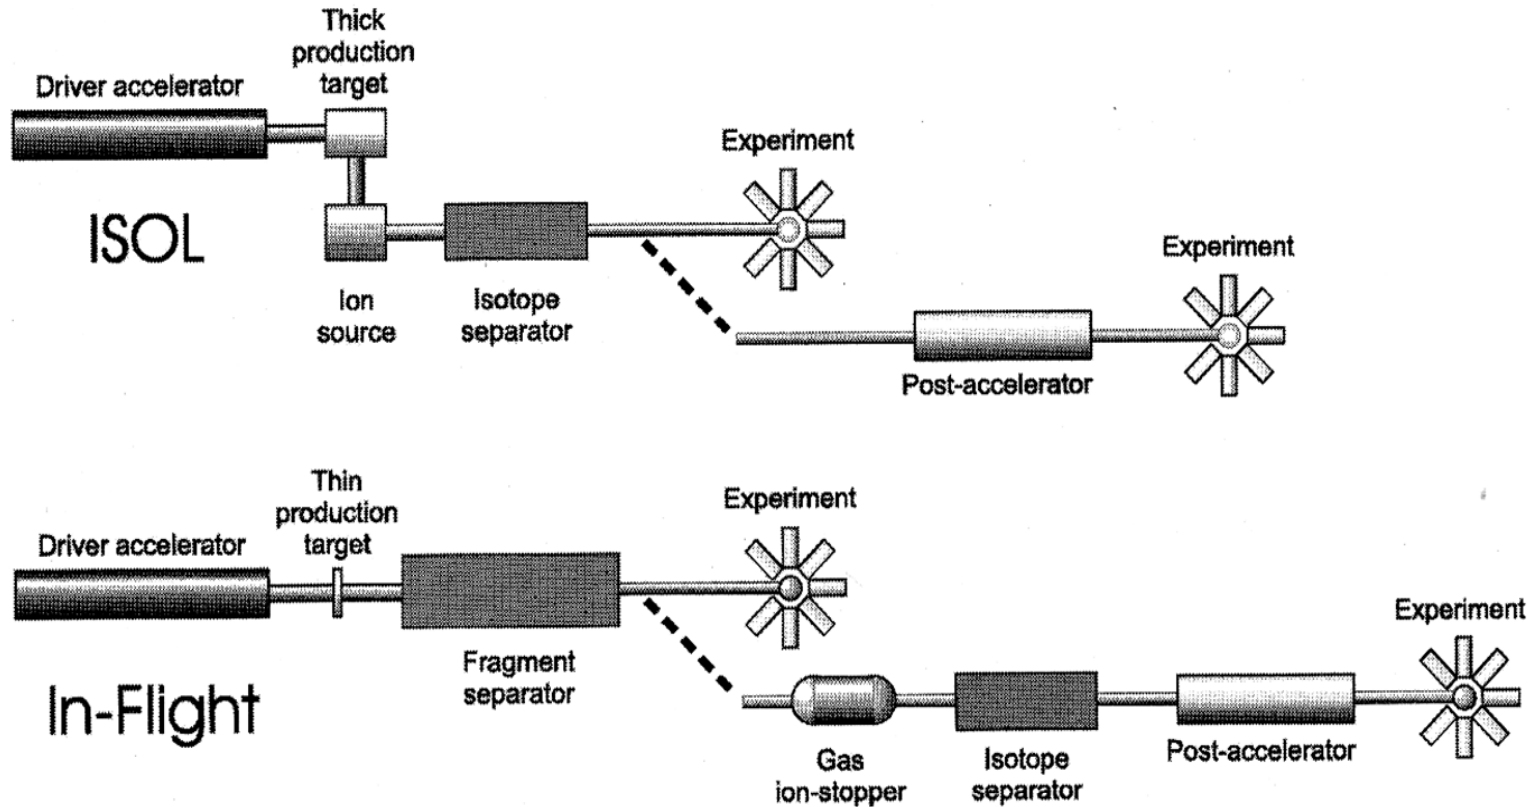 Thick
production
target
Driver accelerator
Experiment
ISOL
Experiment
Ion
source
Isotope
separator
Post-accelerator
Thin
production
target
Experiment
Driver accelerator
Experiment
Fragment
separator
In-Flight
Gas
ion-stopper
Isotope
separator
Post-accelerator